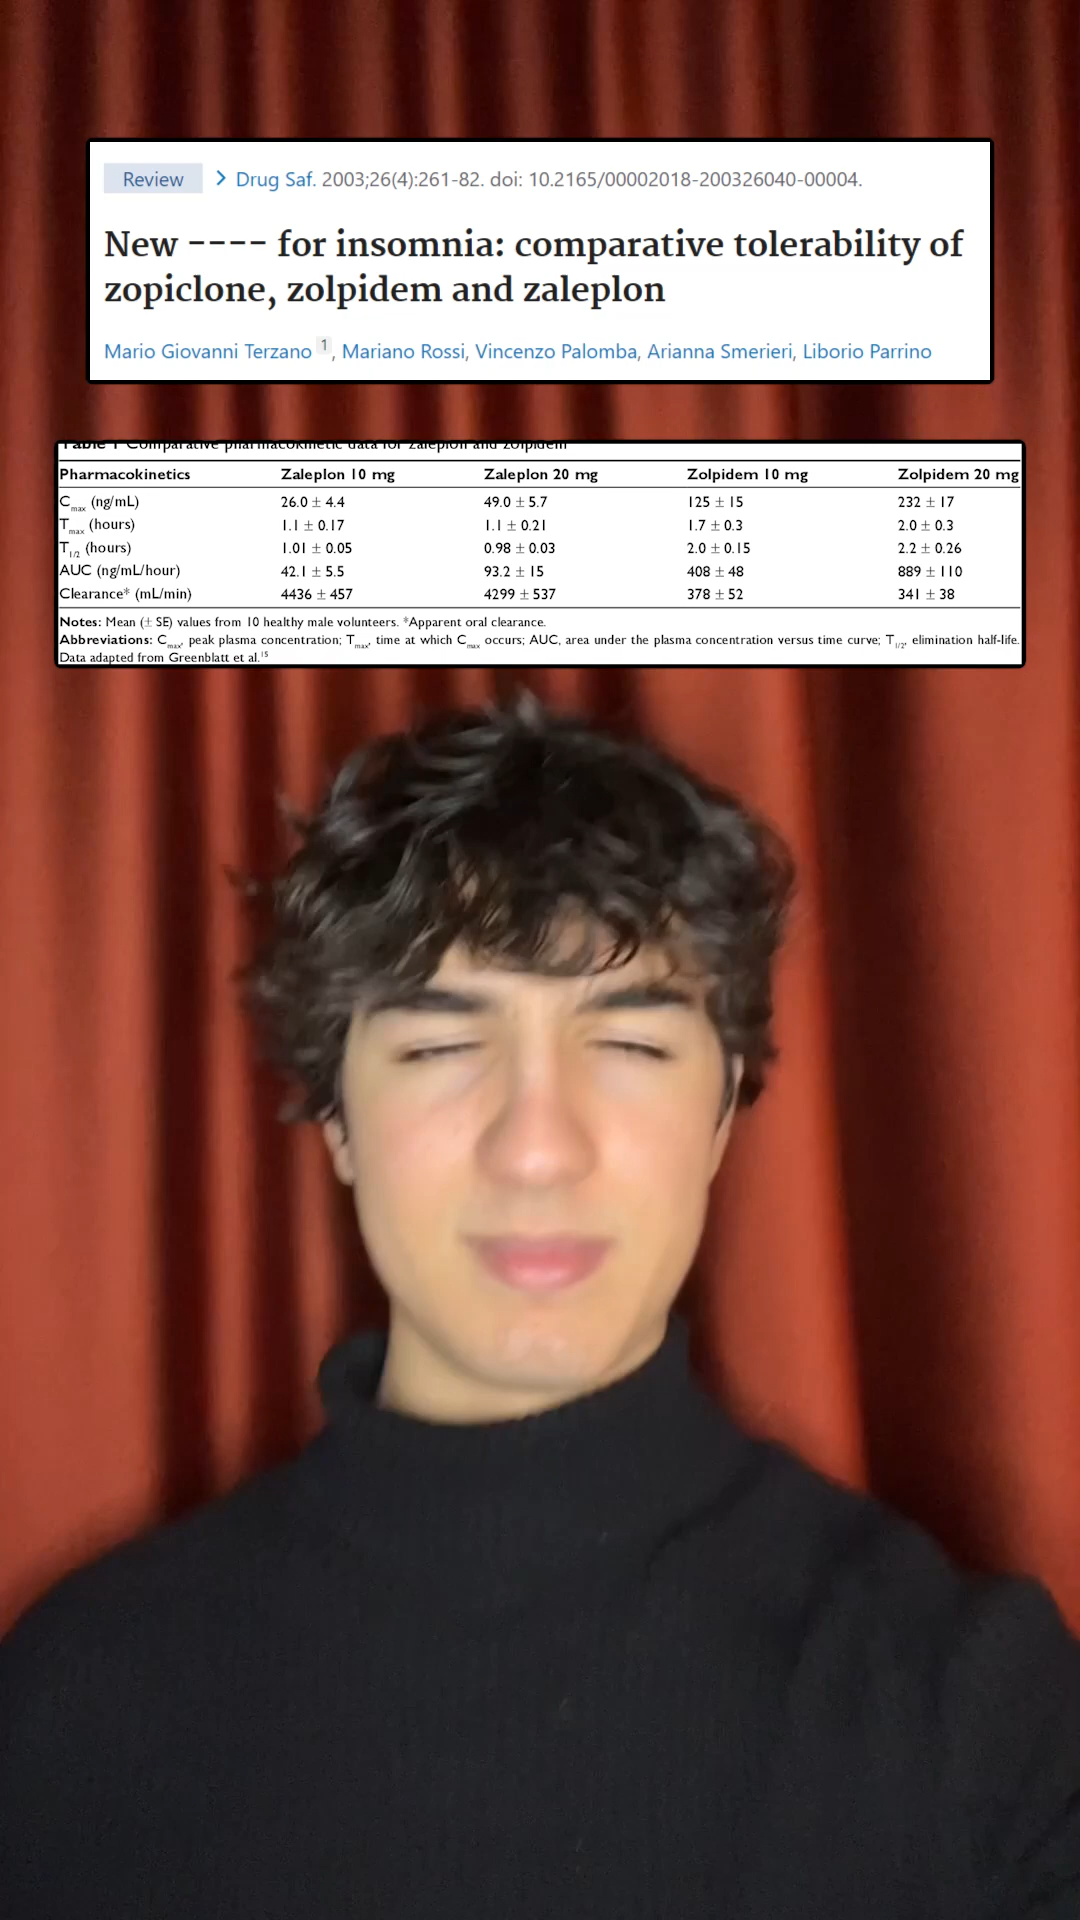 Review > Drug Saf. 2003;26(4):261-82. doi: 10.2165/00002018-200326040-00004.
New ---- for insomnia: comparative tolerability of
zopiclone, zolpidem and zaleplon
Mario Giovanni Terzano 1, Mariano Rossi, Vincenzo Palomba, Arianna Smerieri, Liborio Parrino
Table 1 Comparative pharmacokinetic data for zaleplon and zolpidem
Pharmacokinetics Zaleplon 10 mg Zaleplon 20 mg Zolpidem 10 mg Zolpidem 20 mg
Cmax (ng/mL) 26.0 ± 4.4 49.0 ± 5.7 125 ± 15 232 ± 17
Tmax (hours) 1.1 ± 0.17 1.1 ± 0.21 1.7 ± 0.3 2.0 ± 0.3
T1/2 (hours) 1.01 ± 0.05 0.98 ± 0.03 2.0 ± 0.15 2.2 ± 0.26
AUC (ng/mL/hour) 42.1 ± 5.5 93.2 ± 15 408 ± 48 889 ± 110
Clearance* (mL/min) 4436 ± 457 4299 ± 537 378 ± 52 341 ± 38
Notes: Mean (± SE) values from 10 healthy male volunteers. *Apparent oral clearance.
Abbreviations: Cmax, peak plasma concentration; Tmax, time at which Cmax occurs; AUC, area under the plasma concentration versus time curve; T1/2, elimination half-life.
Data adapted from Greenblatt et al.15